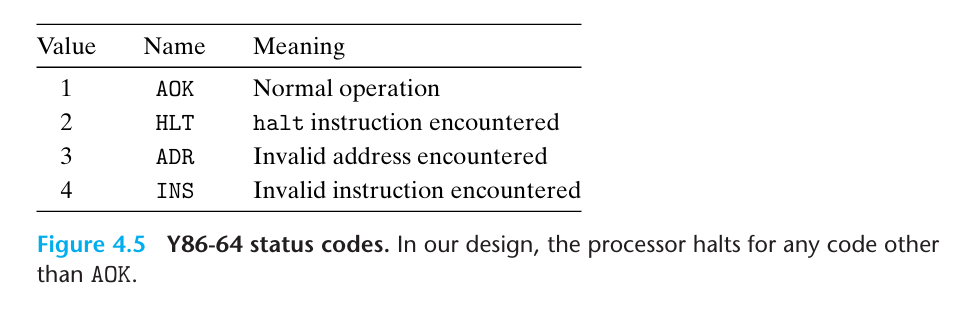 Value Name Meaning
1 AOK Normal operation
2 HLT halt instruction encountered
3 ADR Invalid address encountered
4 INS Invalid instruction encountered
Figure 4.5 Y86-64 status codes. In our design, the processor halts for any code other
than AOK.